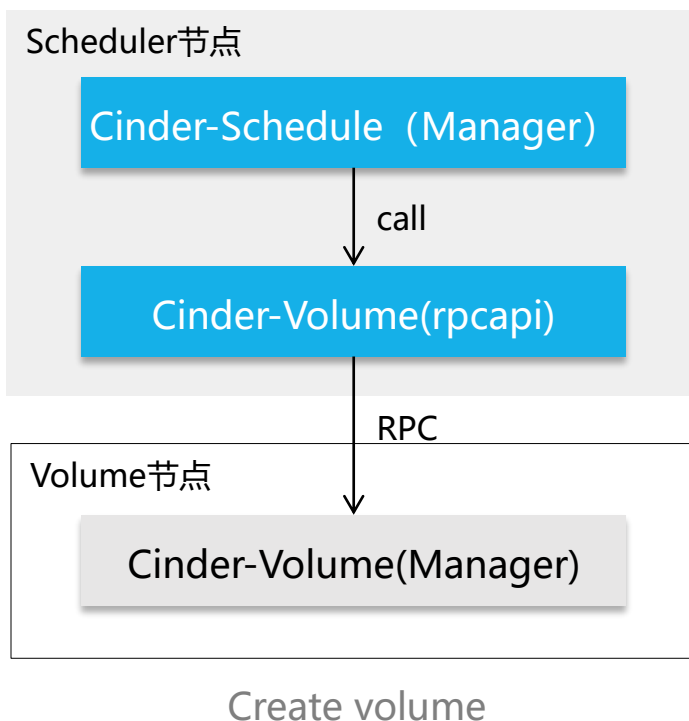 Scheduler节点
Cinder-Schedule（Manager）
call
Cinder-Volume(rpcapi)
RPC
Volume节点
Cinder-Volume(Manager)
Create volume